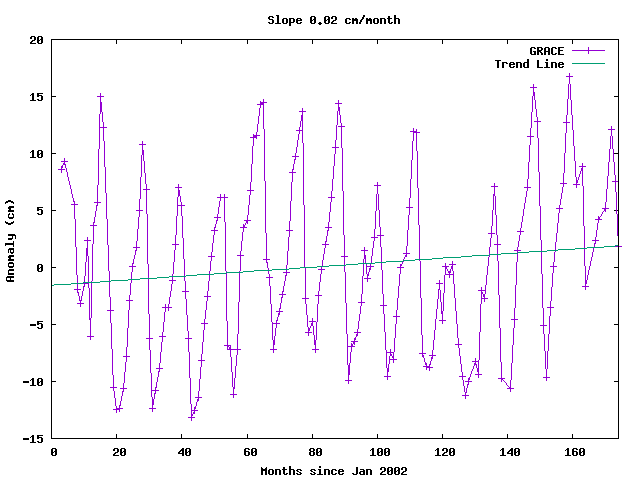 Slope 0.02 cm/month
GRACE
Trend Line
20
15
10
5
0
-5
-10
-15
Anomaly (cm)
0 20 40 60 80 100 120 140 160
Months since Jan 2002